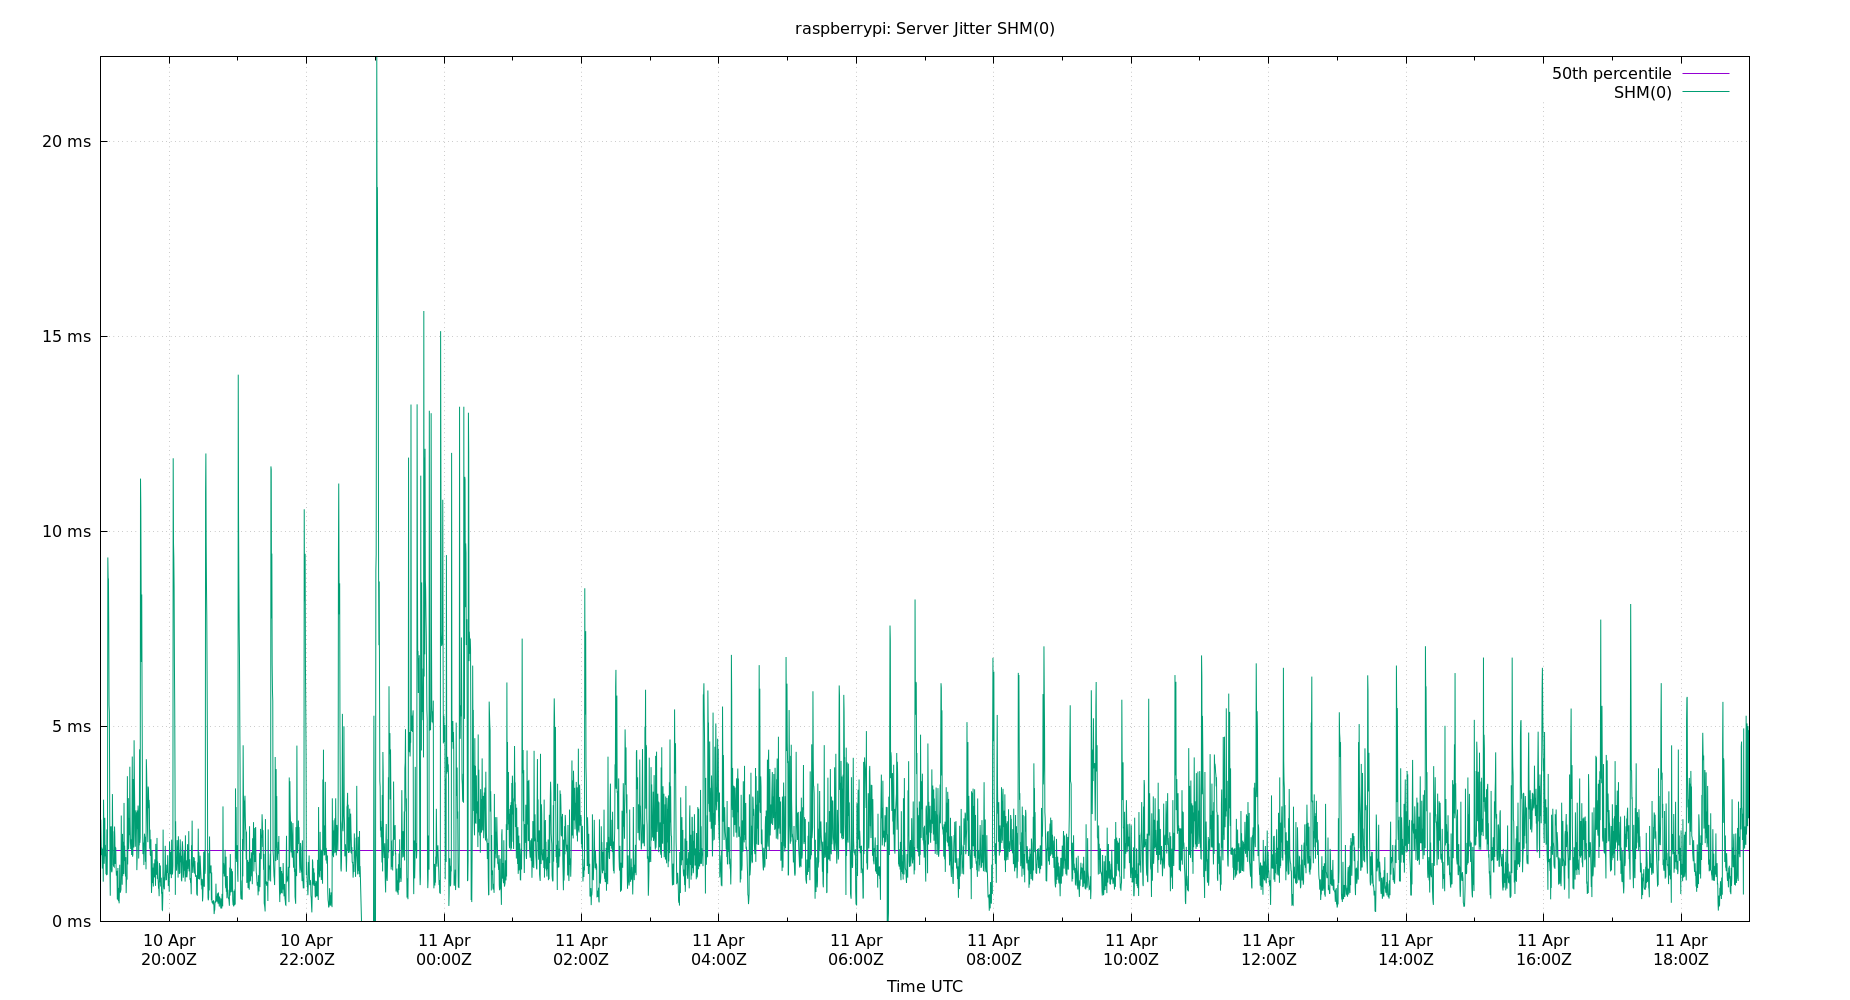 raspberrypi: Server Jitter SHM(0)
50th percentile
SHM(0)
20 ms
15 ms
10 ms
5 ms
0 ms
10 Apr 10 Apr 11 Apr 11 Apr 11 Apr 11 Apr 11 Apr 11 Apr 11 Apr 11 Apr 11 Apr 11 Apr
20:00Z 22:00Z 00:00Z 02:00Z 04:00Z 06:00Z 08:00Z 10:00Z 12:00Z 14:00Z 16:00Z 18:00Z
Time UTC